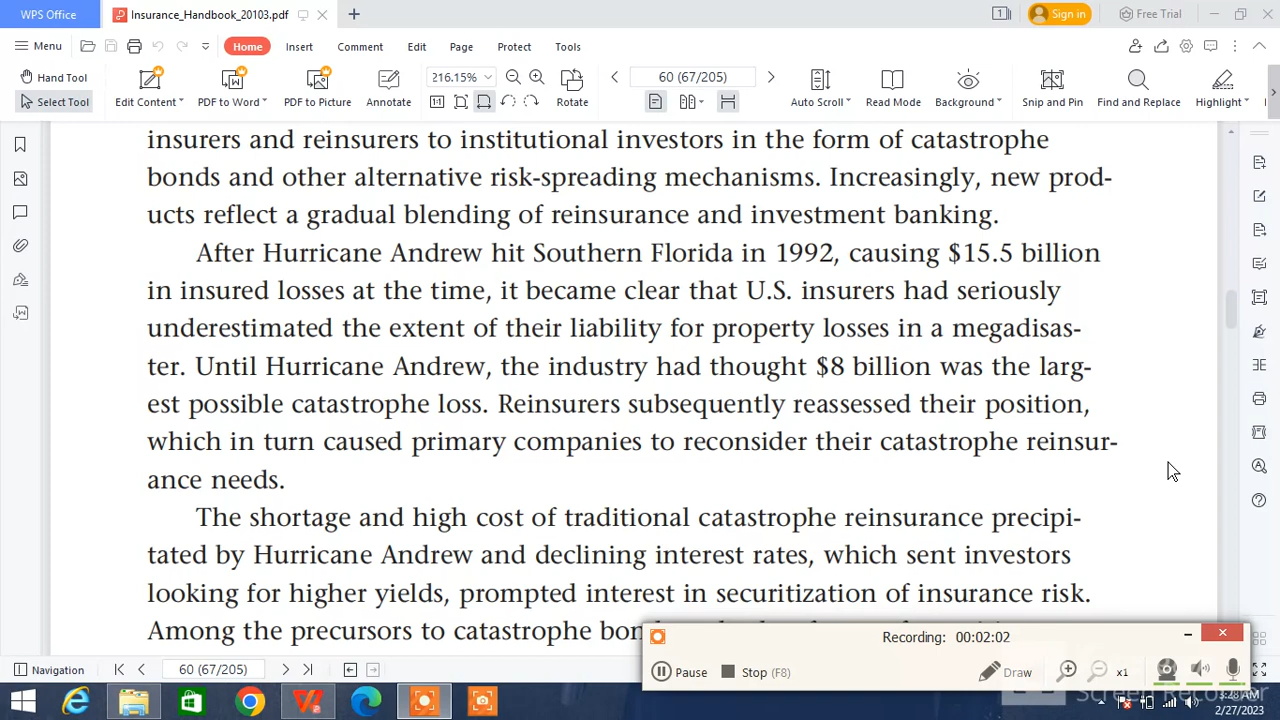 WPS Office
Insurance_Handbook_20103.pdf
Sign in
Free Trial
Menu
Home Insert Comment Edit Page Protect Tools
Hand Tool
Select Tool
Edit Content
PDF to Word
PDF to Picture
Annotate
216.15%
Rotate
60 (67/205)
Auto Scroll
Read Mode
Background
Snip and Pin
Find and Replace
Highlight
insurers and reinsurers to institutional investors in the form of catastrophe
bonds and other alternative risk-spreading mechanisms. Increasingly, new prod-
ucts reflect a gradual blending of reinsurance and investment banking.
After Hurricane Andrew hit Southern Florida in 1992, causing $15.5 billion
in insured losses at the time, it became clear that U.S. insurers had seriously
underestimated the extent of their liability for property losses in a megadisas-
ter. Until Hurricane Andrew, the industry had thought $8 billion was the larg-
est possible catastrophe loss. Reinsurers subsequently reassessed their position,
which in turn caused primary companies to reconsider their catastrophe reinsur-
ance needs.
The shortage and high cost of traditional catastrophe reinsurance precipi-
tated by Hurricane Andrew and declining interest rates, which sent investors
looking for higher yields, prompted interest in securitization of insurance risk.
Among the precursors to catastrophe
Recording: 00:02:02
Pause
Stop (F8)
Draw
x1
Navigation
60 (67/205)
3:28 AM
2/27/2023